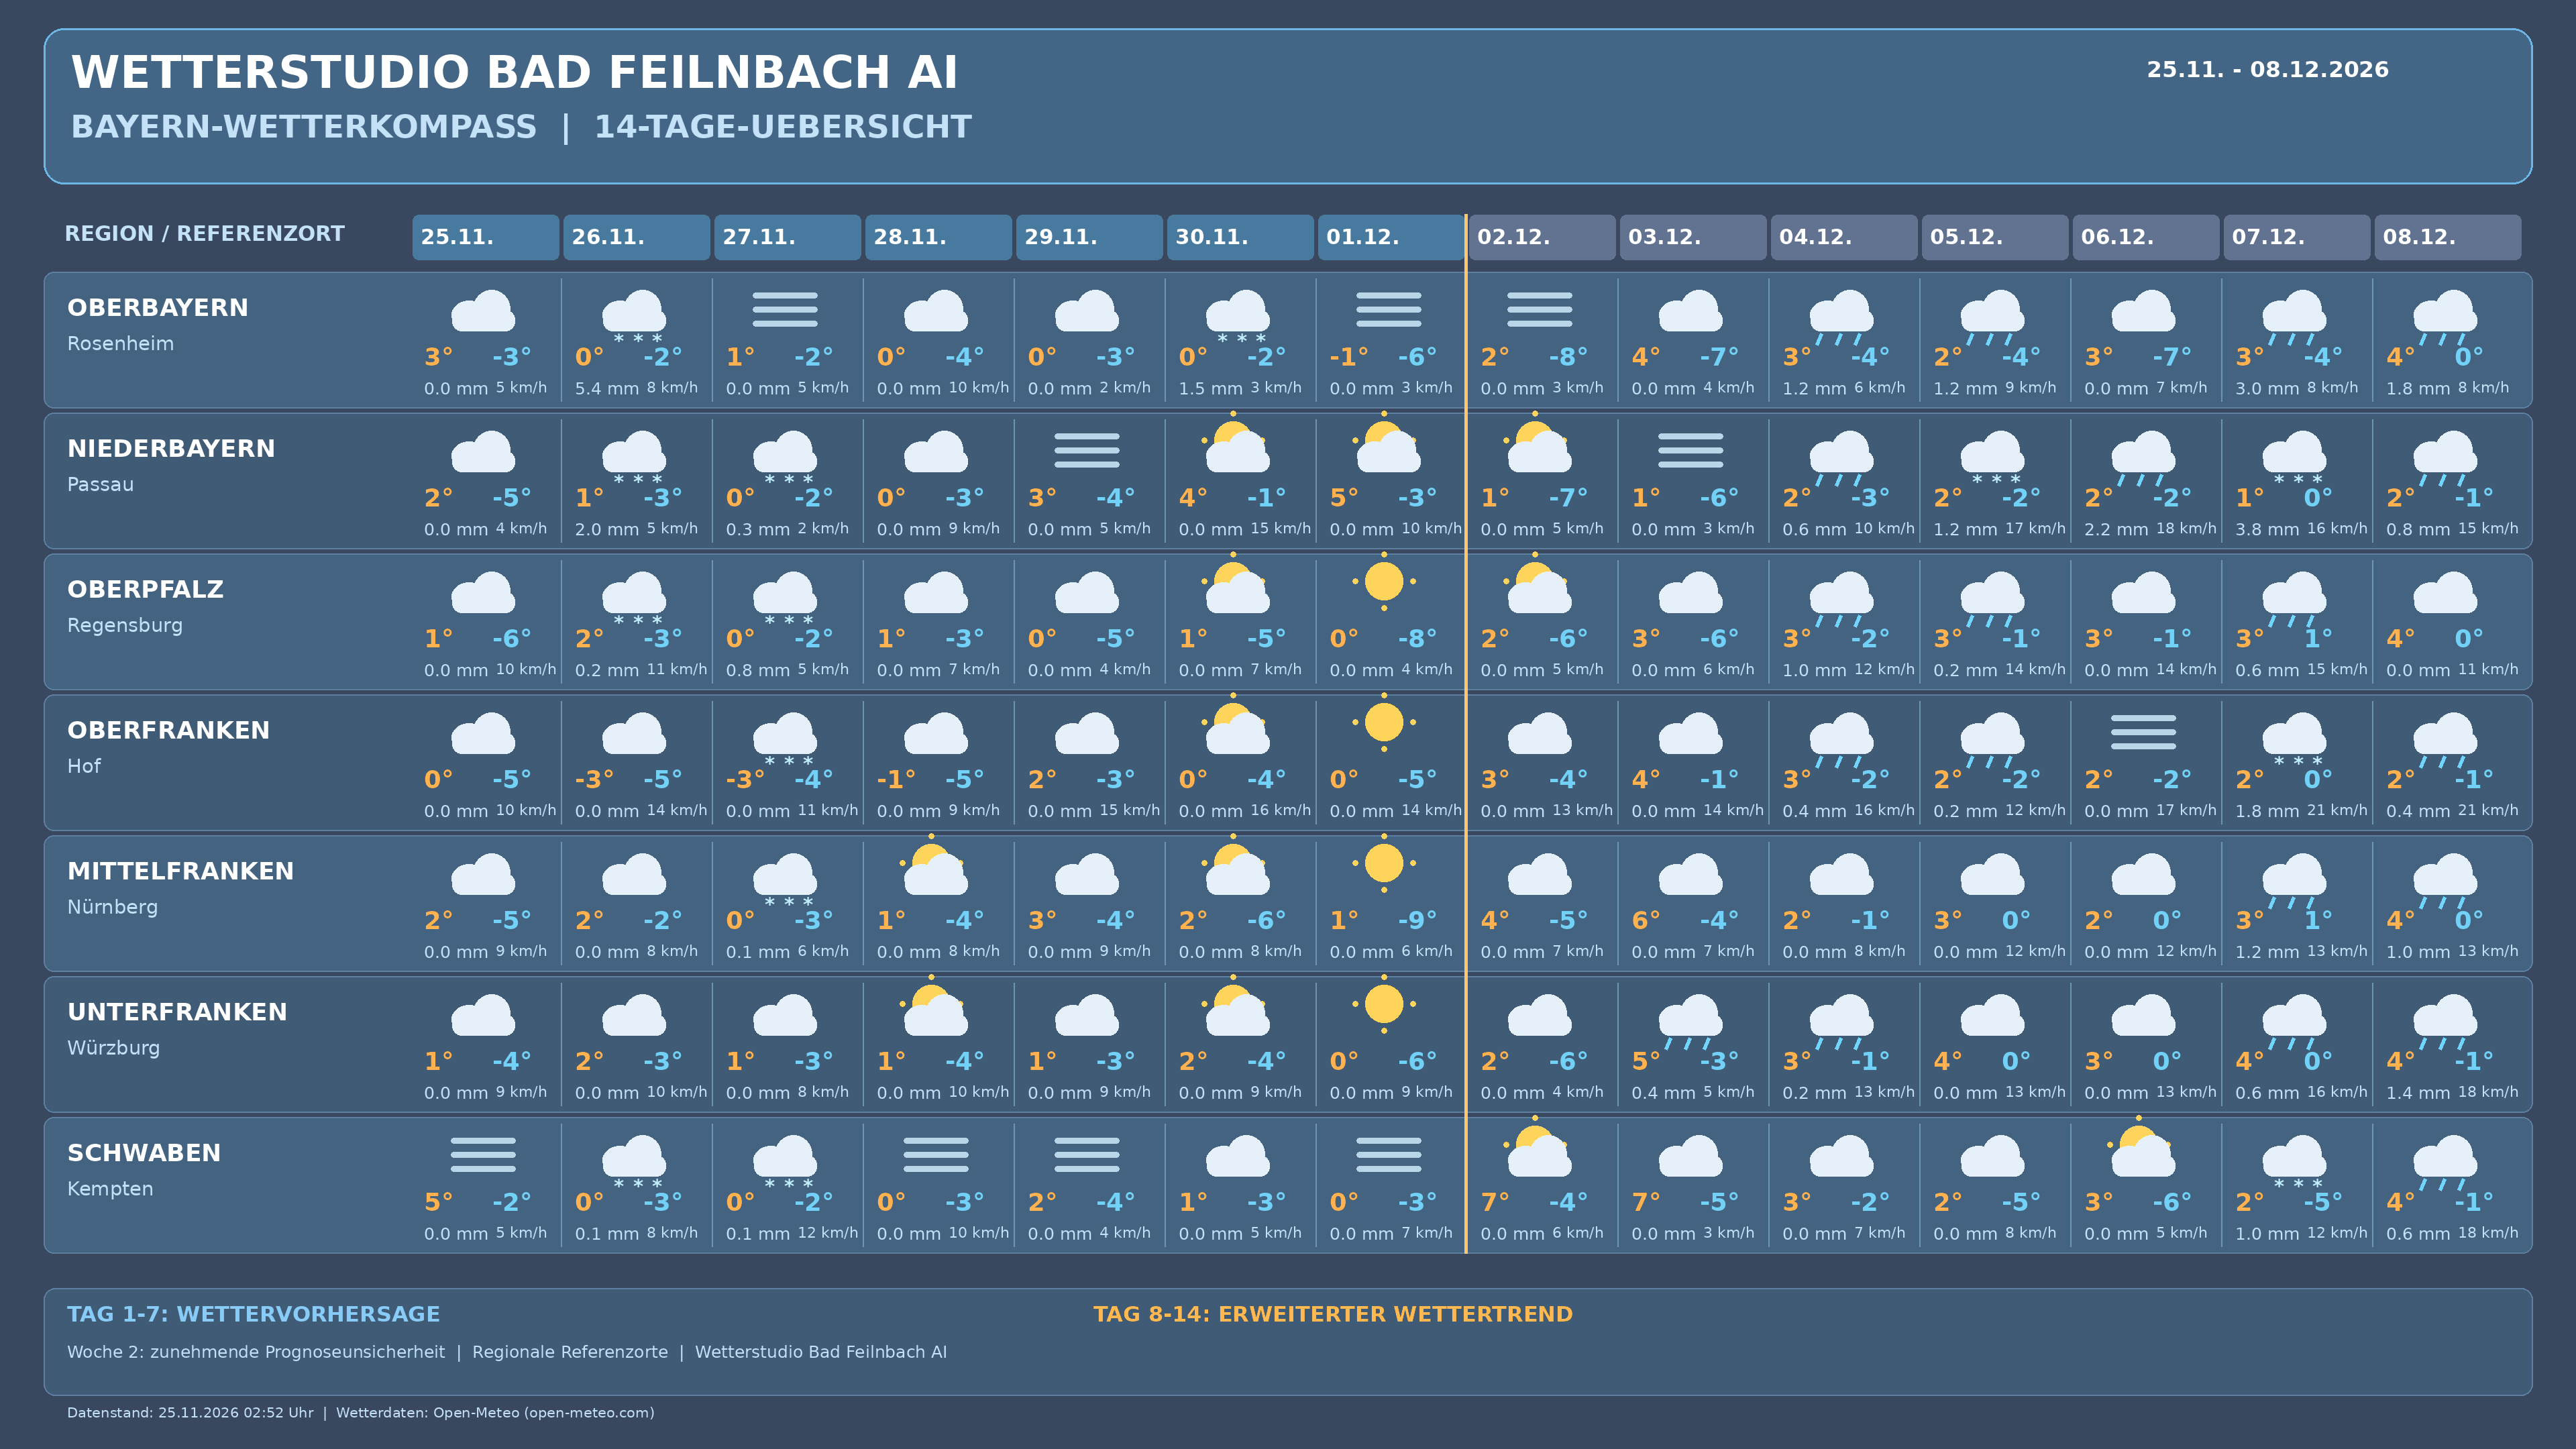 WETTERSTUDIO BAD FEILNBACH AI
25.11. - 08.12.2026
BAYERN-WETTERKOMPASS | 14-TAGE-UEBERSICHT
REGION / REFERENZORT 25.11. 26.11. 27.11. 28.11. 29.11. 30.11. 01.12. 02.12. 03.12. 04.12. 05.12. 06.12. 07.12. 08.12.
OBERBAYERN
Rosenheim
3° -3° 0° -2° 1° -2° 0° -4° 0° -3° 0° -2° -1° -6° 2° -8° 4° -7° 3° -4° 2° -4° 3° -7° 3° -4° 4° 0°
0.0 mm 5 km/h 5.4 mm 8 km/h 0.0 mm 5 km/h 0.0 mm 10 km/h 0.0 mm 2 km/h 1.5 mm 3 km/h 0.0 mm 3 km/h 0.0 mm 3 km/h 0.0 mm 4 km/h 1.2 mm 6 km/h 1.2 mm 9 km/h 0.0 mm 7 km/h 3.0 mm 8 km/h 1.8 mm 8 km/h
NIEDERBAYERN
Passau
2° -5° 1° -3° 0° -2° 0° -3° 3° -4° 4° -1° 5° -3° 1° -7° 1° -6° 2° -3° 2° -2° 2° -2° 1° 0° 2° -1°
0.0 mm 4 km/h 2.0 mm 5 km/h 0.3 mm 2 km/h 0.0 mm 9 km/h 0.0 mm 5 km/h 0.0 mm 15 km/h 0.0 mm 10 km/h 0.0 mm 5 km/h 0.0 mm 3 km/h 0.6 mm 10 km/h 1.2 mm 17 km/h 2.2 mm 18 km/h 3.8 mm 16 km/h 0.8 mm 15 km/h
OBERPFALZ
Regensburg
1° -6° 2° -3° 0° -2° 1° -3° 0° -5° 1° -5° 0° -8° 2° -6° 3° -6° 3° -2° 3° -1° 3° -1° 3° 1° 4° 0°
0.0 mm 10 km/h 0.2 mm 11 km/h 0.8 mm 5 km/h 0.0 mm 7 km/h 0.0 mm 4 km/h 0.0 mm 7 km/h 0.0 mm 4 km/h 0.0 mm 5 km/h 0.0 mm 6 km/h 1.0 mm 12 km/h 0.2 mm 14 km/h 0.0 mm 14 km/h 0.6 mm 15 km/h 0.0 mm 11 km/h
OBERFRANKEN
Hof
0° -5° -3° -5° -3° -4° -1° -5° 2° -3° 0° -4° 0° -5° 3° -4° 4° -1° 3° -2° 2° -2° 2° -2° 2° 0° 2° -1°
0.0 mm 10 km/h 0.0 mm 14 km/h 0.0 mm 11 km/h 0.0 mm 9 km/h 0.0 mm 15 km/h 0.0 mm 16 km/h 0.0 mm 14 km/h 0.0 mm 13 km/h 0.0 mm 14 km/h 0.4 mm 16 km/h 0.2 mm 12 km/h 0.0 mm 17 km/h 1.8 mm 21 km/h 0.4 mm 21 km/h
MITTELFRANKEN
Nürnberg
2° -5° 2° -2° 0° -3° 1° -4° 3° -4° 2° -6° 1° -9° 4° -5° 6° -4° 2° -1° 3° 0° 2° 0° 3° 1° 4° 0°
0.0 mm 9 km/h 0.0 mm 8 km/h 0.1 mm 6 km/h 0.0 mm 8 km/h 0.0 mm 9 km/h 0.0 mm 8 km/h 0.0 mm 6 km/h 0.0 mm 7 km/h 0.0 mm 7 km/h 0.0 mm 8 km/h 0.0 mm 12 km/h 0.0 mm 12 km/h 1.2 mm 13 km/h 1.0 mm 13 km/h
UNTERFRANKEN
Würzburg
1° -4° 2° -3° 1° -3° 1° -4° 1° -3° 2° -4° 0° -6° 2° -6° 5° -3° 3° -1° 4° 0° 3° 0° 4° 0° 4° -1°
0.0 mm 9 km/h 0.0 mm 10 km/h 0.0 mm 8 km/h 0.0 mm 10 km/h 0.0 mm 9 km/h 0.0 mm 9 km/h 0.0 mm 9 km/h 0.0 mm 4 km/h 0.4 mm 5 km/h 0.2 mm 13 km/h 0.0 mm 13 km/h 0.0 mm 13 km/h 0.6 mm 16 km/h 1.4 mm 18 km/h
SCHWABEN
Kempten
5° -2° 0° -3° 0° -2° 0° -3° 2° -4° 1° -3° 0° -3° 7° -4° 7° -5° 3° -2° 2° -5° 3° -6° 2° -5° 4° -1°
0.0 mm 5 km/h 0.1 mm 8 km/h 0.1 mm 12 km/h 0.0 mm 10 km/h 0.0 mm 4 km/h 0.0 mm 5 km/h 0.0 mm 7 km/h 0.0 mm 6 km/h 0.0 mm 3 km/h 0.0 mm 7 km/h 0.0 mm 8 km/h 0.0 mm 5 km/h 1.0 mm 12 km/h 0.6 mm 18 km/h
TAG 1-7: WETTERVORHERSAGE TAG 8-14: ERWEITERTER WETTERTREND
Woche 2: zunehmende Prognoseunsicherheit | Regionale Referenzorte | Wetterstudio Bad Feilnbach AI
Datenstand: 25.11.2026 02:52 Uhr | Wetterdaten: Open-Meteo (open-meteo.com)